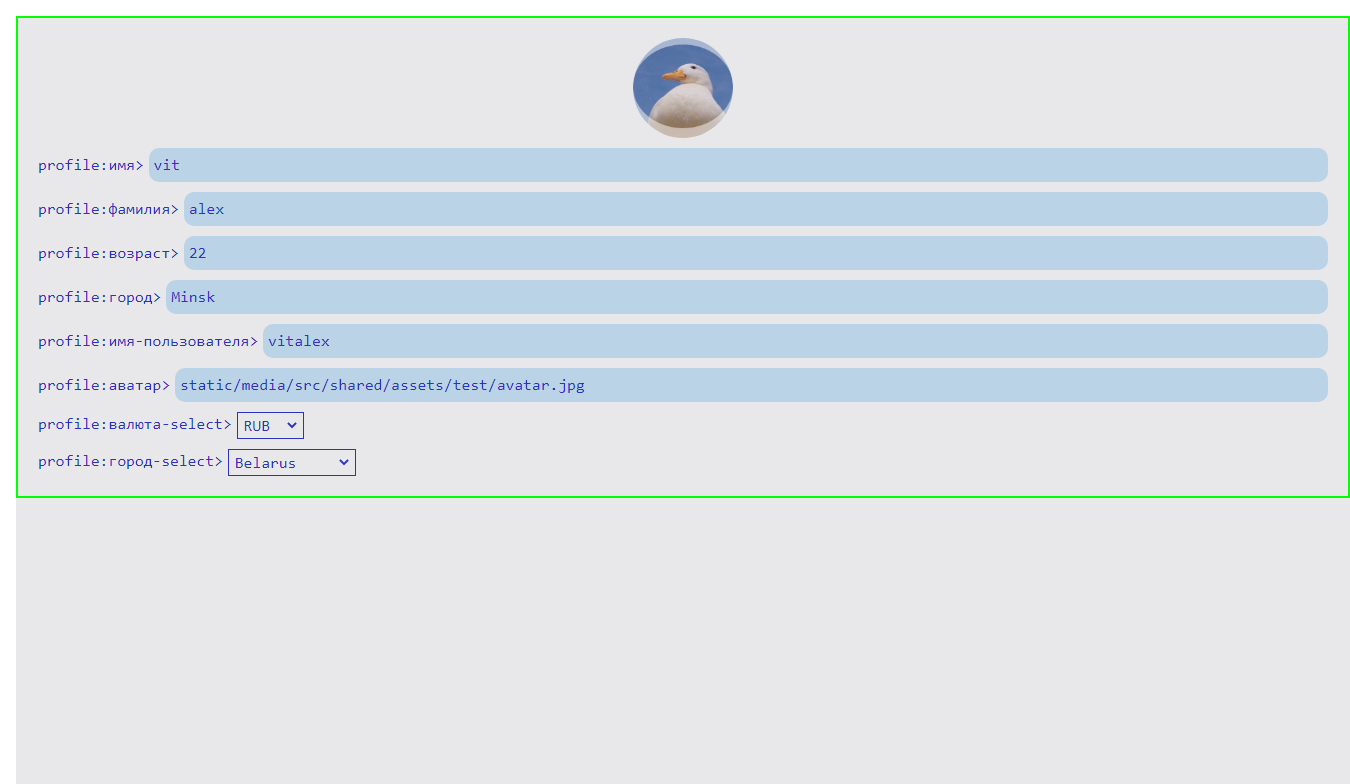 profile:имя> vit
profile:фамилия> alex
profile:возраст> 22
profile:город> Minsk
profile:имя-пользователя> vitalex
profile:аватар> static/media/src/shared/assets/test/avatar.jpg
profile:валюта-select> RUB
profile:город-select> Belarus